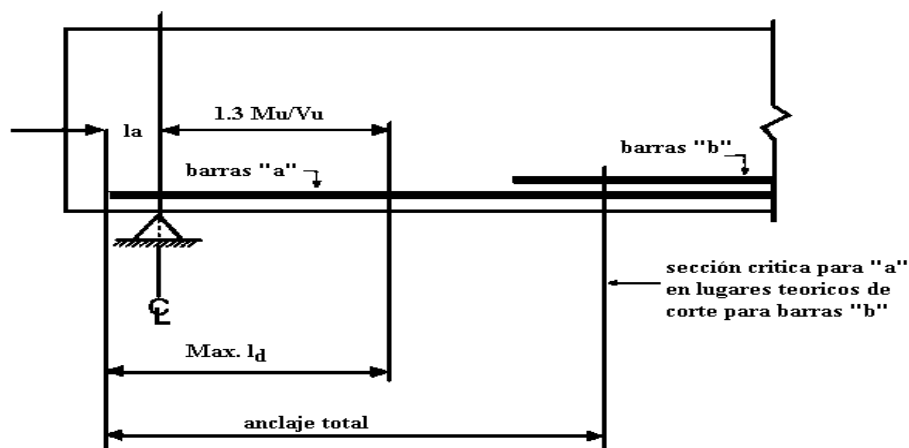 1.3 Mu/Vu
la
barras "b"
barras "a"
sección critica para "a"
en lugares teoricos de
corte para barras "b"
CL
Max. ld
anclaje total